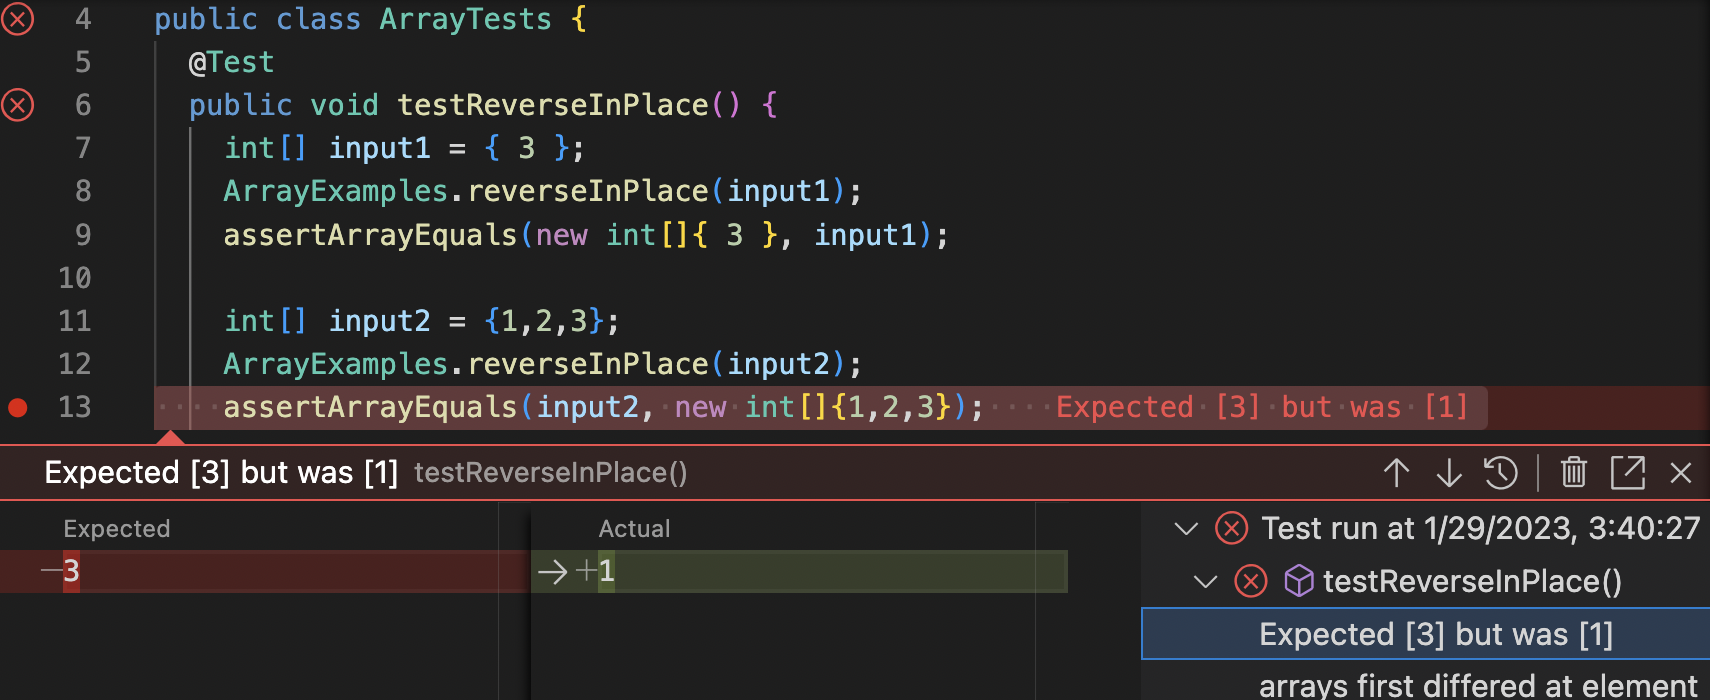 4 public class ArrayTests {
5 @Test
6 public void testReverseInPlace() {
7 int[] input1 = { 3 };
8 ArrayExamples.reverseInPlace(input1);
9 assertArrayEquals(new int[]{ 3 }, input1);
10
11 int[] input2 = {1,2,3};
12 ArrayExamples.reverseInPlace(input2);
13 ····assertArrayEquals(input2,·new·int[]{1,2,3});····Expected·[3]·but·was·[1]
Expected [3] but was [1] testReverseInPlace()
Expected Actual Test run at 1/29/2023, 3:40:27
−3 →+1 testReverseInPlace()
Expected [3] but was [1]
arrays first differed at element